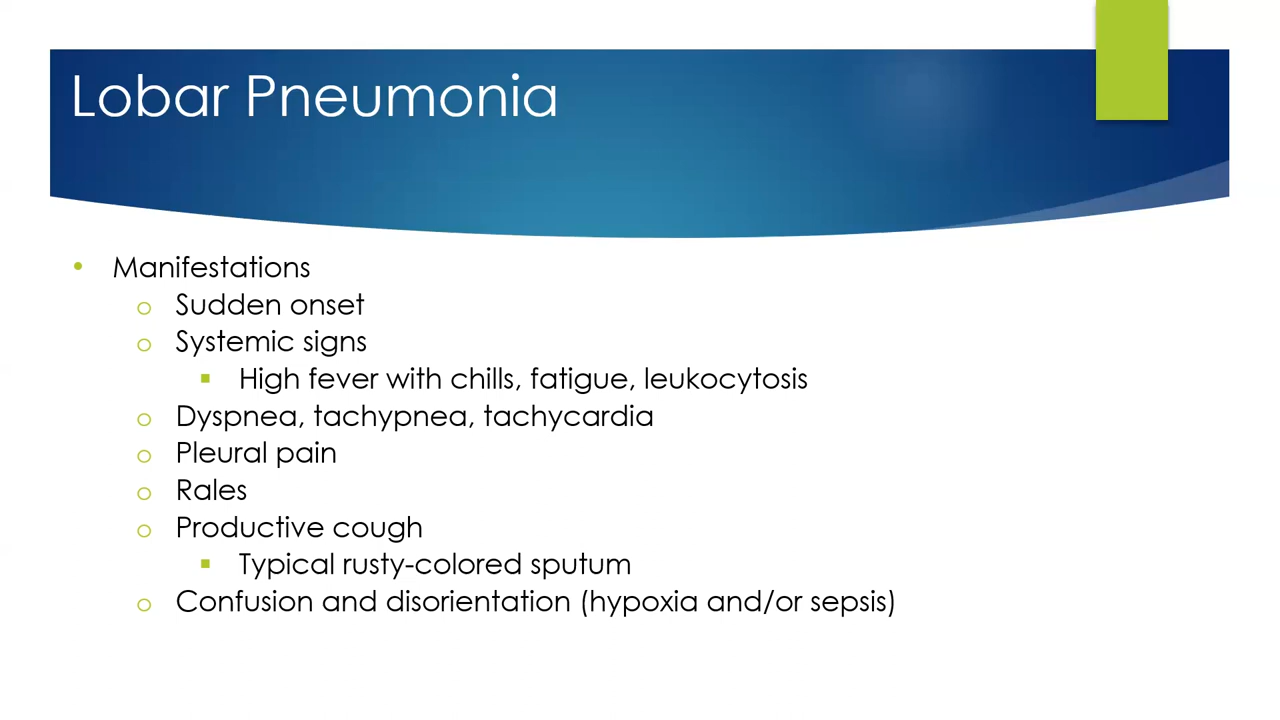 Lobar Pneumonia
• Manifestations
o Sudden onset
o Systemic signs
▪ High fever with chills, fatigue, leukocytosis
o Dyspnea, tachypnea, tachycardia
o Pleural pain
o Rales
o Productive cough
▪ Typical rusty-colored sputum
o Confusion and disorientation (hypoxia and/or sepsis)